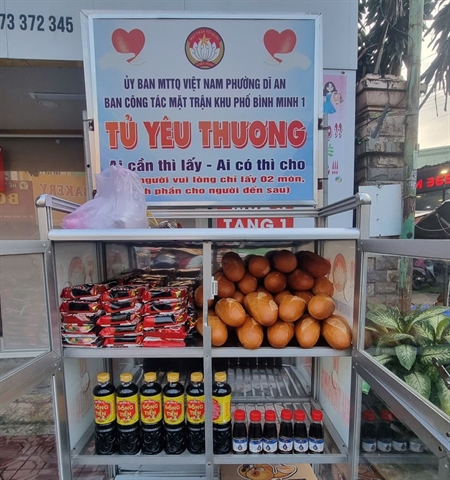 73 372 345
ỦY BAN MTTQ VIỆT NAM PHƯỜNG DĨ AN
BAN CÔNG TÁC MẶT TRẬN KHU PHỐ BÌNH MINH 1
TỦ YÊU THƯƠNG
Ai cần thì lấy - Ai có thì cho
người vui lòng chỉ lấy 02 món,
phần cho người đến sau)
TẶNG 1
BAKERY